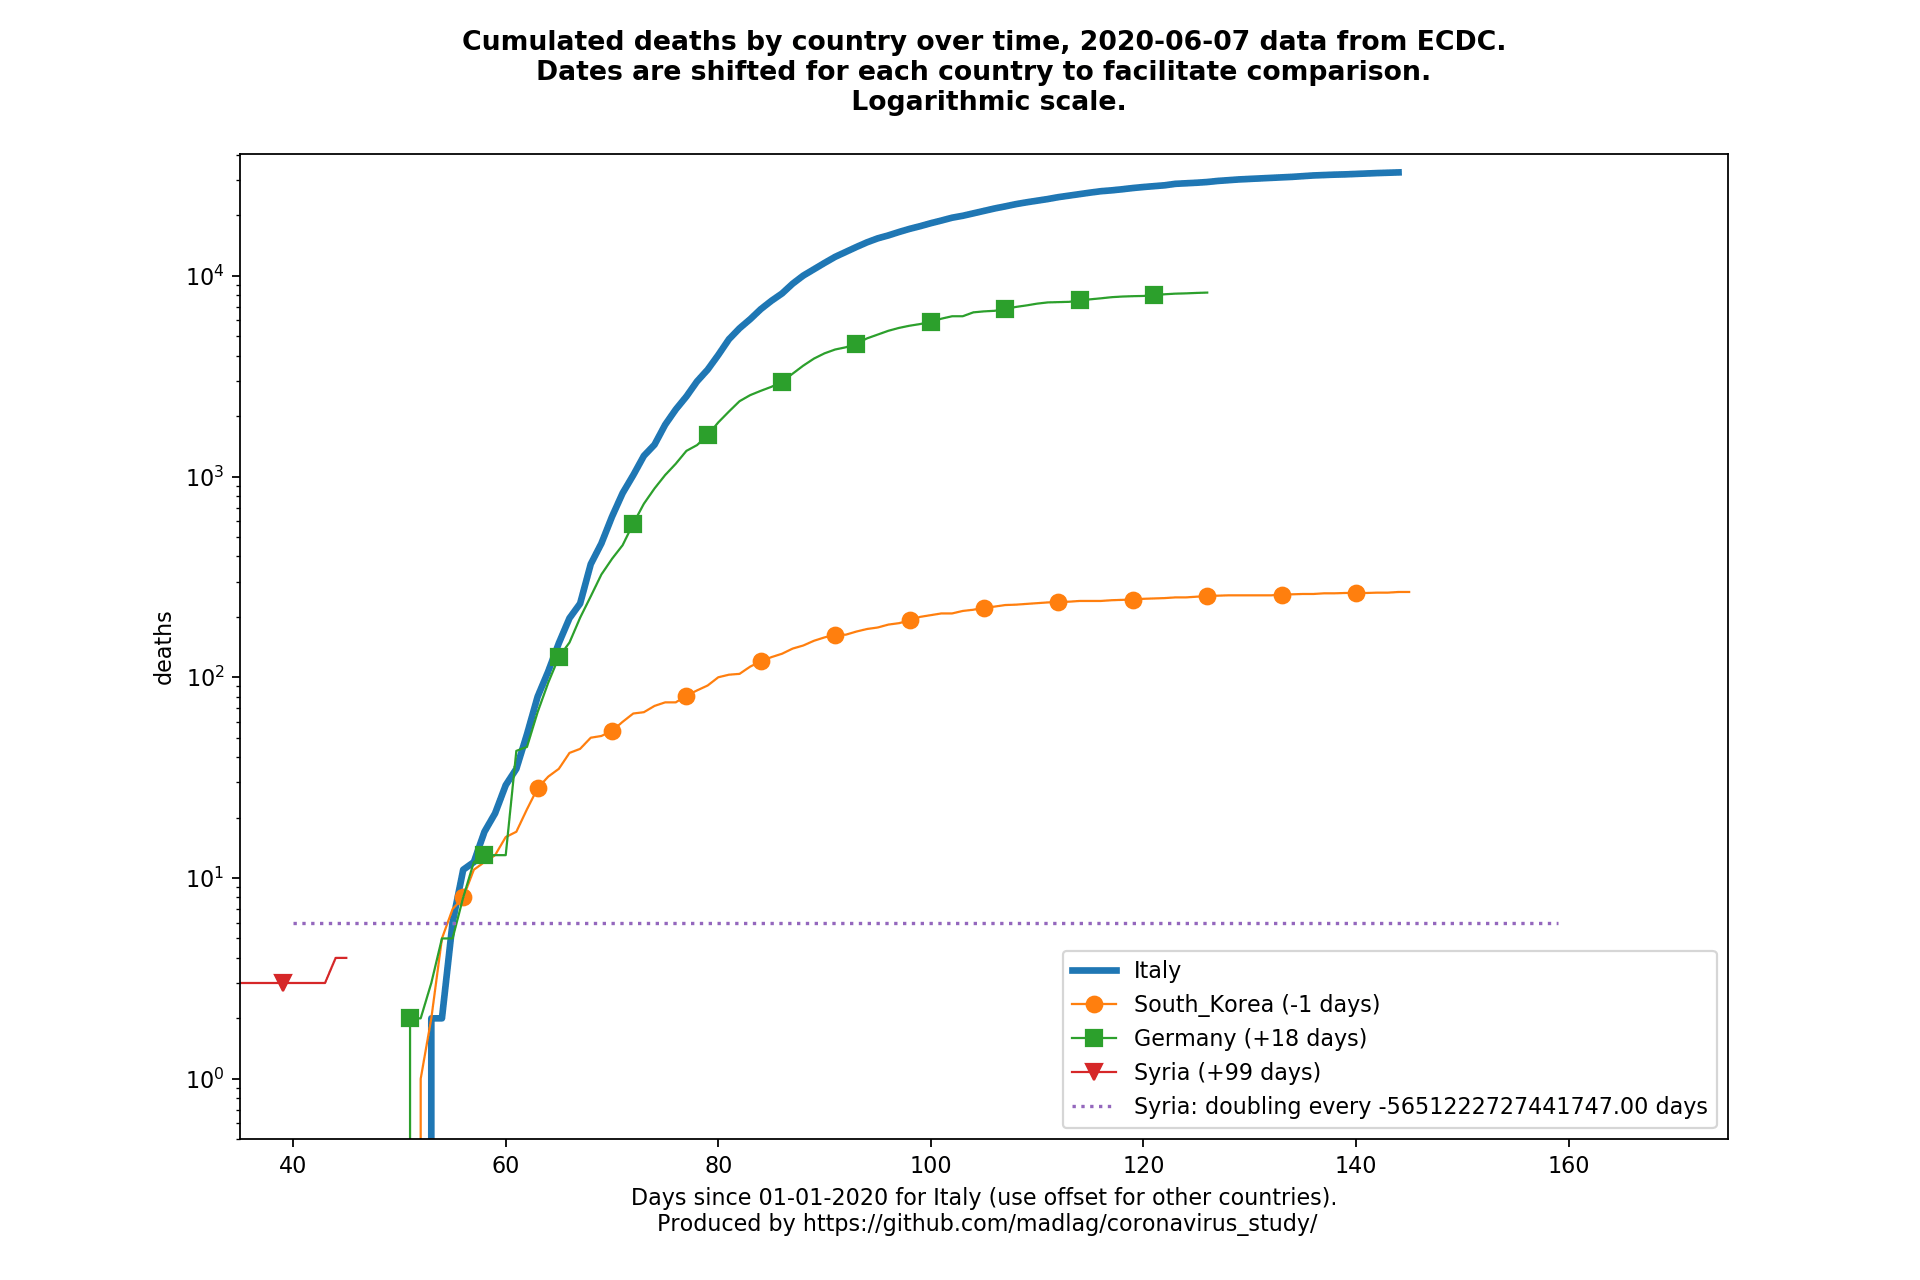 Cumulated deaths by country over time, 2020-06-07 data from ECDC.
Dates are shifted for each country to facilitate comparison.
Logarithmic scale.
deaths
10^4
10^3
10^2
10^1
10^0
Italy
South_Korea (-1 days)
Germany (+18 days)
Syria (+99 days)
Syria: doubling every -5651222727441747.00 days
40 60 80 100 120 140 160
Days since 01-01-2020 for Italy (use offset for other countries).
Produced by https://github.com/madlag/coronavirus_study/